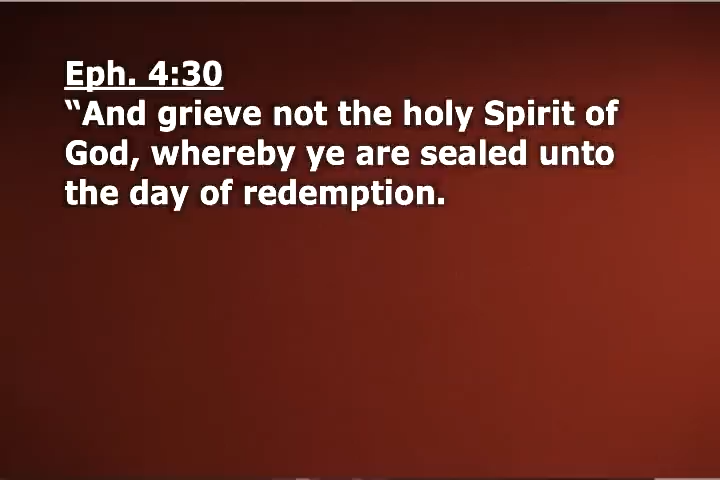 Eph. 4:30
“And grieve not the holy Spirit of
God, whereby ye are sealed unto
the day of redemption.